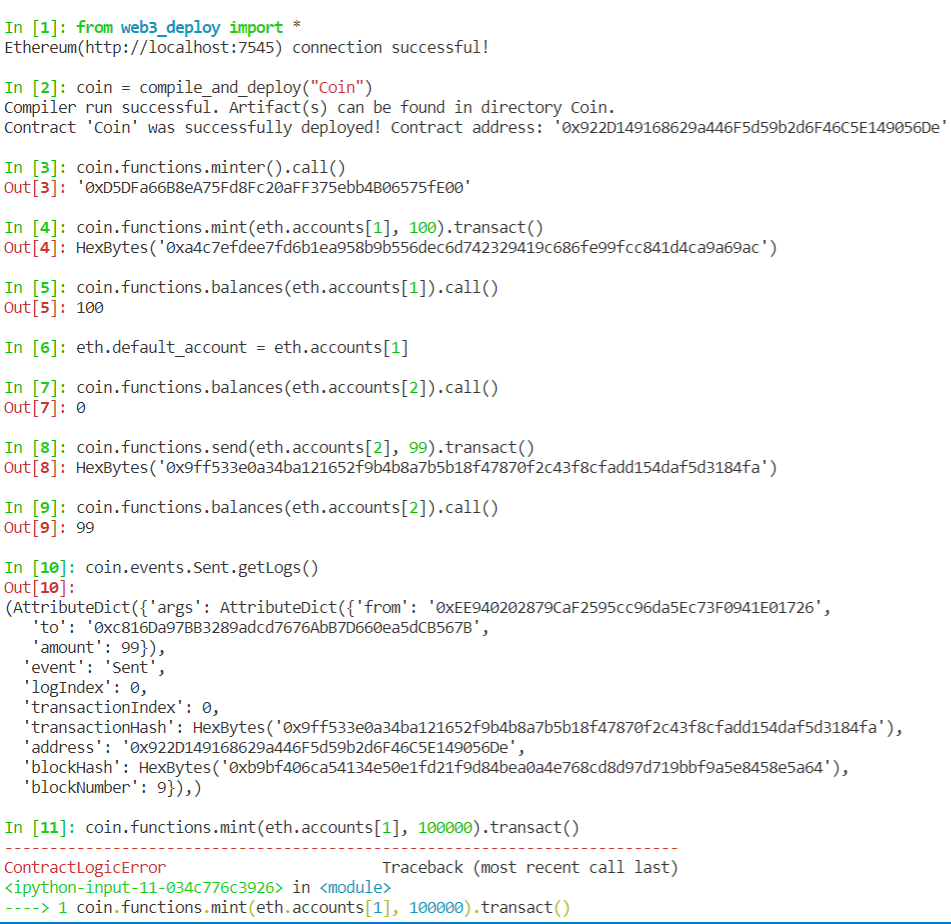 In [1]: from web3_deploy import *
Ethereum(http://localhost:7545) connection successful!
In [2]: coin = compile_and_deploy("Coin")
Compiler run successful. Artifact(s) can be found in directory Coin.
Contract 'Coin' was successfully deployed! Contract address: '0x922D149168629a446F5d59b2d6F46C5E149056De'
In [3]: coin.functions.minter().call()
Out[3]: '0xD5DFa66B8eA75Fd8Fc20aFF375ebb4B06575fE00'
In [4]: coin.functions.mint(eth.accounts[1], 100).transact()
Out[4]: HexBytes('0xa4c7efdee7fd6b1ea958b9b556dec6d742329419c686fe99fcc841d4ca9a69ac')
In [5]: coin.functions.balances(eth.accounts[1]).call()
Out[5]: 100
In [6]: eth.default_account = eth.accounts[1]
In [7]: coin.functions.balances(eth.accounts[2]).call()
Out[7]: 0
In [8]: coin.functions.send(eth.accounts[2], 99).transact()
Out[8]: HexBytes('0x9ff533e0a34ba121652f9b4b8a7b5b18f47870f2c43f8cfadd154daf5d3184fa')
In [9]: coin.functions.balances(eth.accounts[2]).call()
Out[9]: 99
In [10]: coin.events.Sent.getLogs()
Out[10]:
(AttributeDict({'args': AttributeDict({'from': '0xEE940202879CaF2595cc96da5Ec73F0941E01726',
'to': '0xc816Da97BB3289adcd7676AbB7D660ea5dCB567B',
'amount': 99}),
'event': 'Sent',
'logIndex': 0,
'transactionIndex': 0,
'transactionHash': HexBytes('0x9ff533e0a34ba121652f9b4b8a7b5b18f47870f2c43f8cfadd154daf5d3184fa'),
'address': '0x922D149168629a446F5d59b2d6F46C5E149056De',
'blockHash': HexBytes('0xb9bf406ca54134e50e1fd21f9d84bea0a4e768cd8d97d719bbf9a5e8458e5a64'),
'blockNumber': 9}),)
In [11]: coin.functions.mint(eth.accounts[1], 100000).transact()
---------------------------------------------------------------------------
ContractLogicError Traceback (most recent call last)
<ipython-input-11-034c776c3926> in <module>
----> 1 coin.functions.mint(eth.accounts[1], 100000).transact()